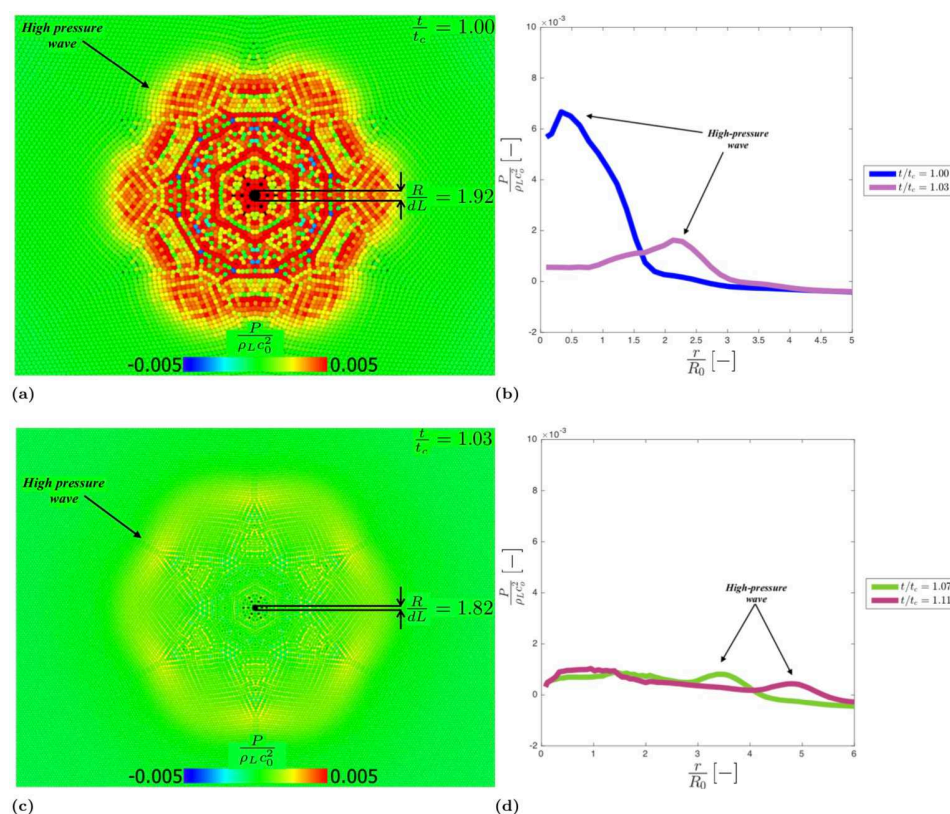 High pressure
wave
t/t_c = 1.00
R/dL = 1.92
P/ρ_L c_0^2
-0.005 0.005
(a)
×10^-3
10
8
6
4
2
0
-2
P/ρ_L c_o^2 [−]
High-pressure
wave
t/t_c = 1.00
t/t_c = 1.03
0 0.5 1 1.5 2 2.5 3 3.5 4 4.5 5
r/R_0 [−]
(b)
High pressure
wave
t/t_c = 1.03
R/dL = 1.82
P/ρ_L c_0^2
-0.005 0.005
(c)
×10^-3
10
8
6
4
2
0
-2
P/ρ_L c_o^2 [−]
High-pressure
wave
t/t_c = 1.07
t/t_c = 1.11
0 1 2 3 4 5 6
r/R_0 [−]
(d)